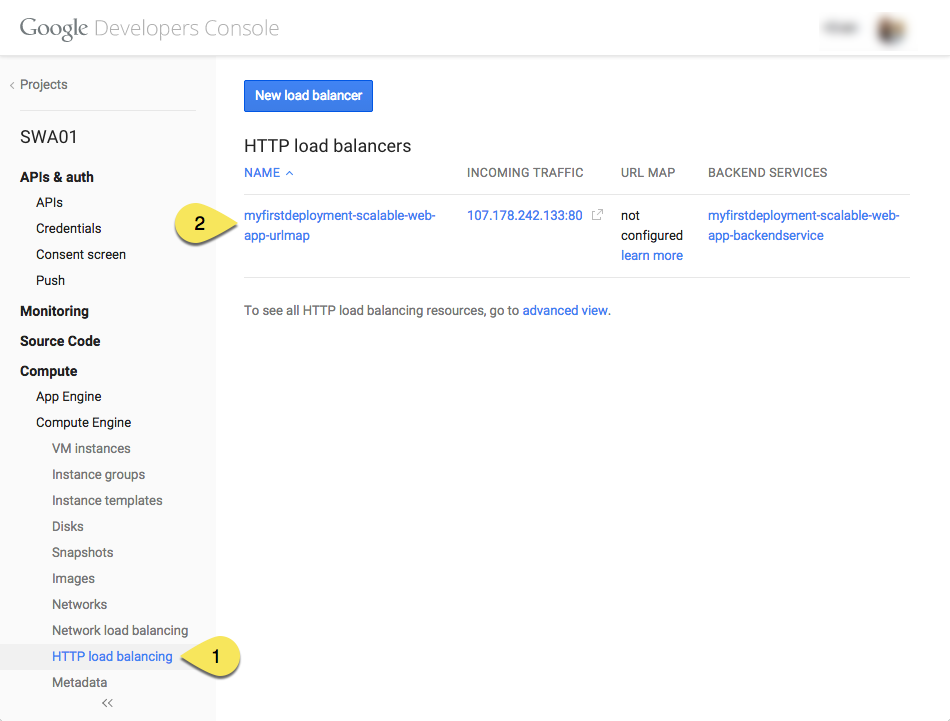 Google Developers Console
Projects
SWA01
APIs & auth
APIs
Credentials
Consent screen
Push
Monitoring
Source Code
Compute
App Engine
Compute Engine
VM instances
Instance groups
Instance templates
Disks
Snapshots
Images
Networks
Network load balancing
HTTP load balancing
1
Metadata
New load balancer
HTTP load balancers
NAME INCOMING TRAFFIC URL MAP BACKEND SERVICES
2
myfirstdeployment-scalable-web- 107.178.242.133:80 not myfirstdeployment-scalable-web-
app-urlmap configured app-backendservice
learn more
To see all HTTP load balancing resources, go to advanced view.